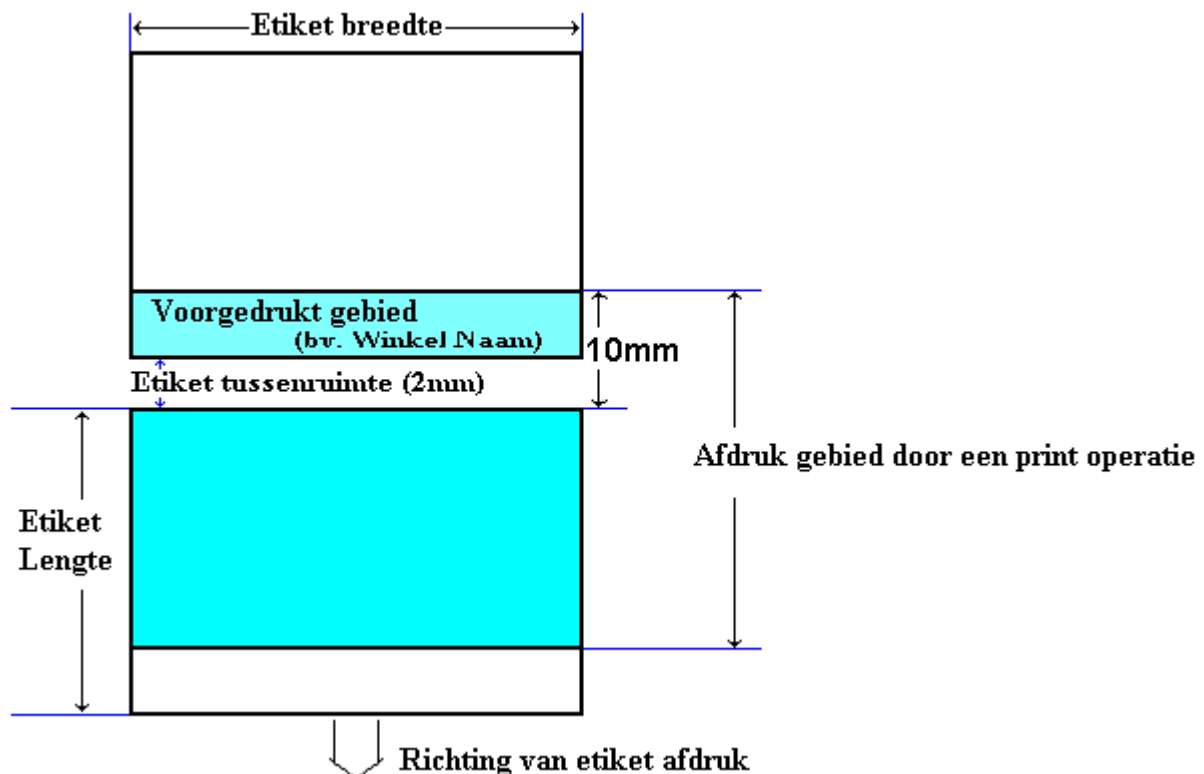 Etiket breedte
Voorgedrukt gebied
(bv. Winkel Naam)
10mm
Etiket tussenruimte (2mm)
Afdruk gebied door een print operatie
Etiket
Lengte
Richting van etiket afdruk